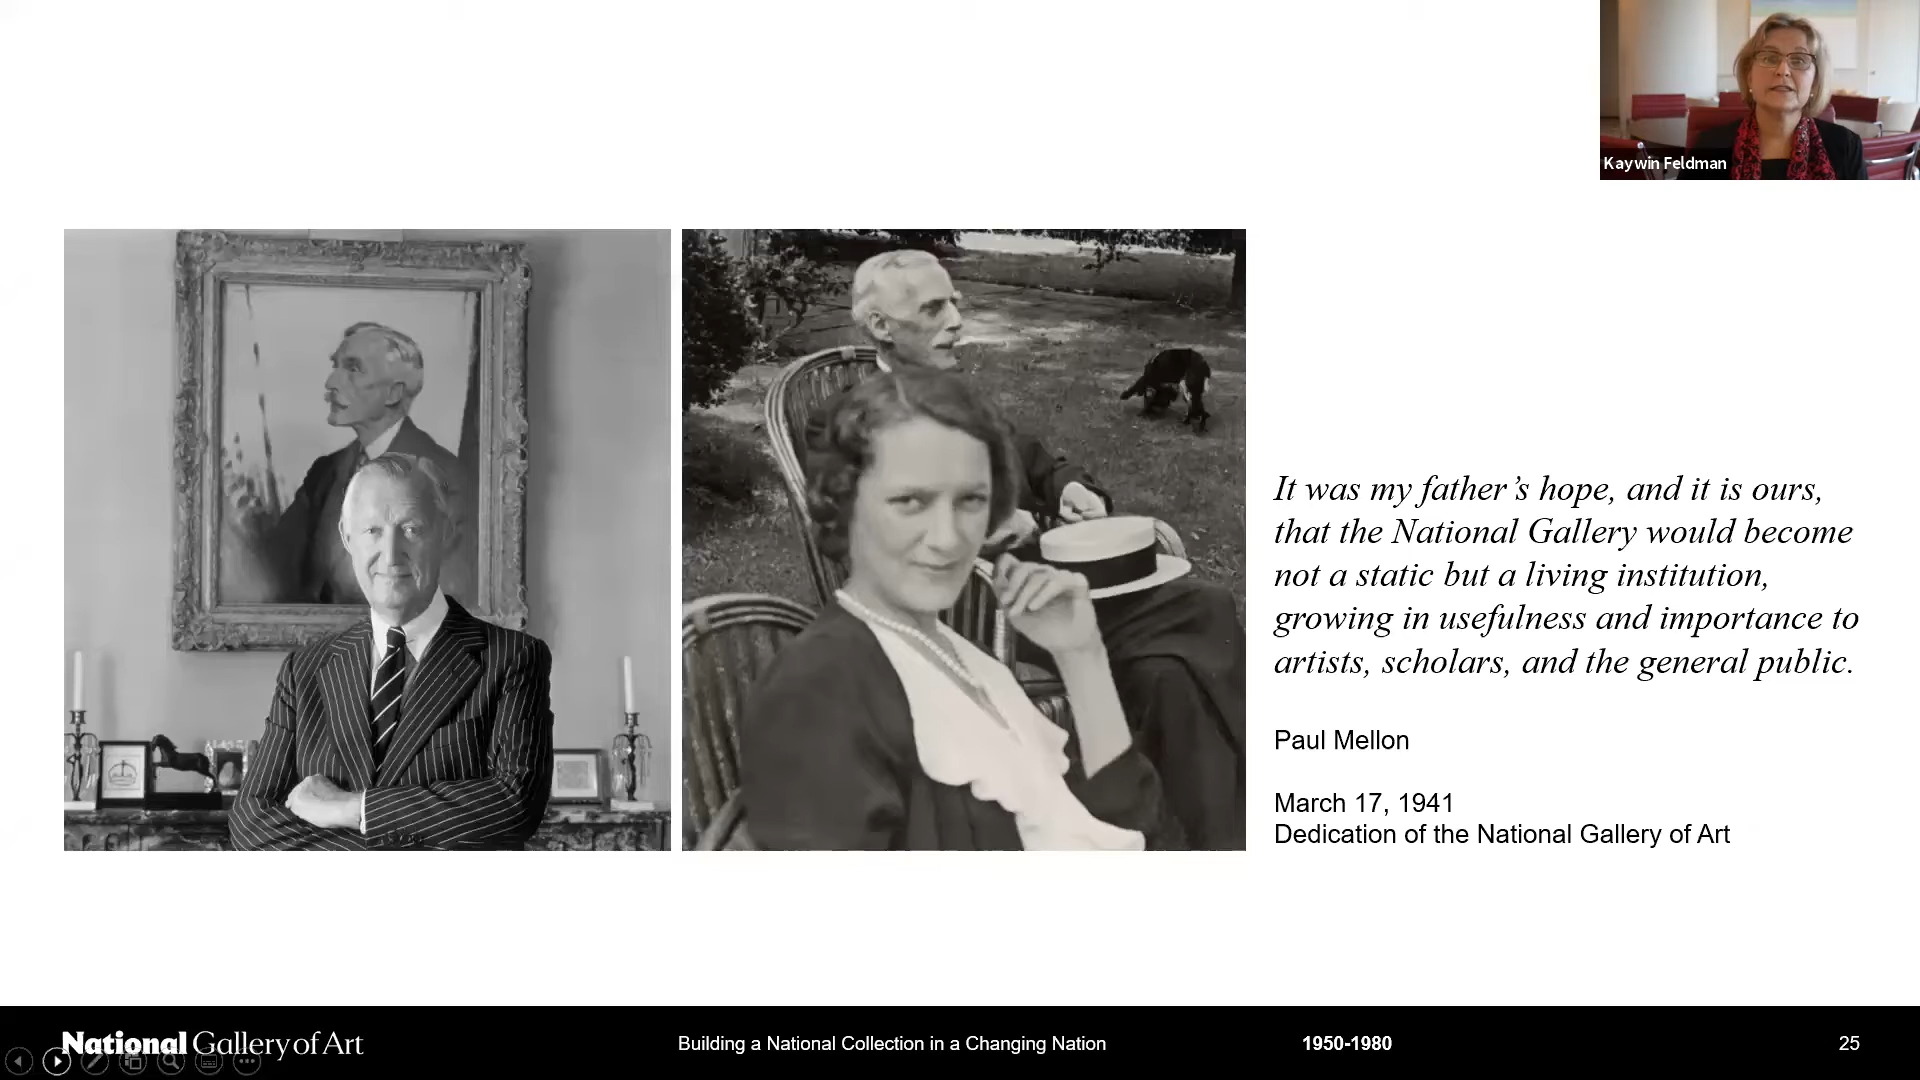 Kaywin Feldman
It was my father’s hope, and it is ours,
that the National Gallery would become
not a static but a living institution,
growing in usefulness and importance to
artists, scholars, and the general public.
Paul Mellon
March 17, 1941
Dedication of the National Gallery of Art
National Gallery of Art
Building a National Collection in a Changing Nation
1950-1980
25